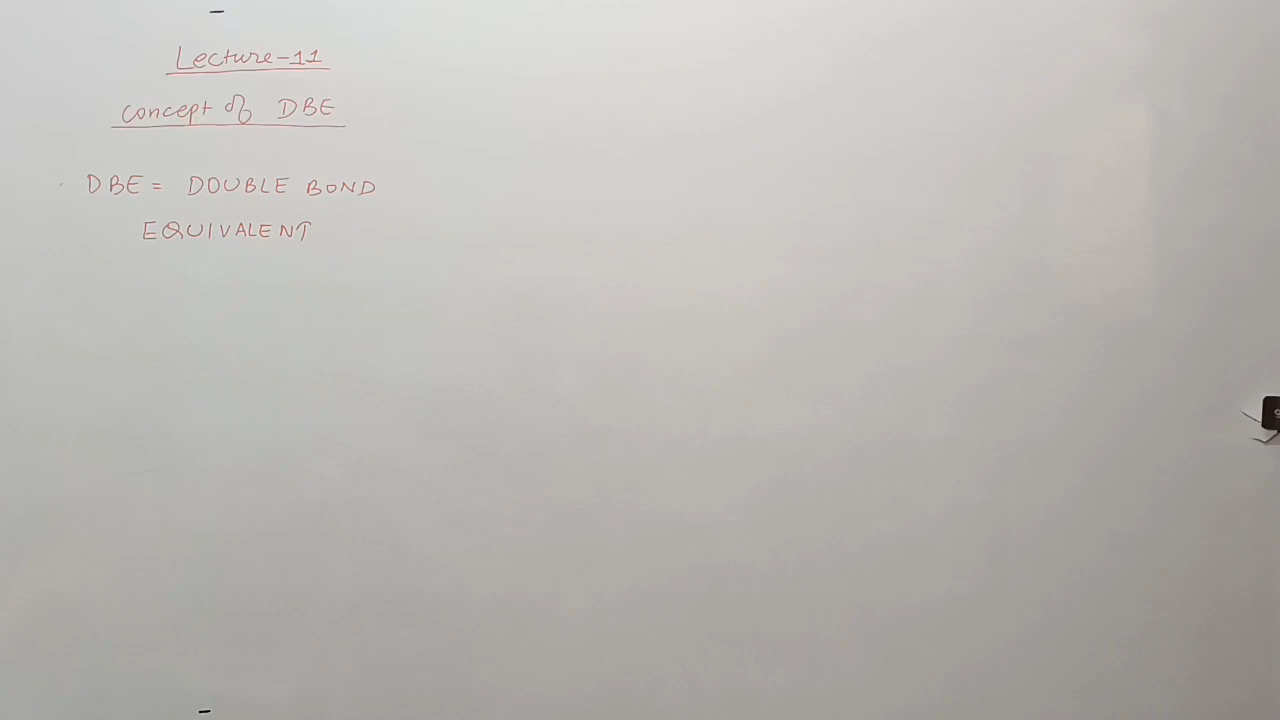 Lecture-11
concept of DBE
DBE = DOUBLE BOND
EQUIVALENT